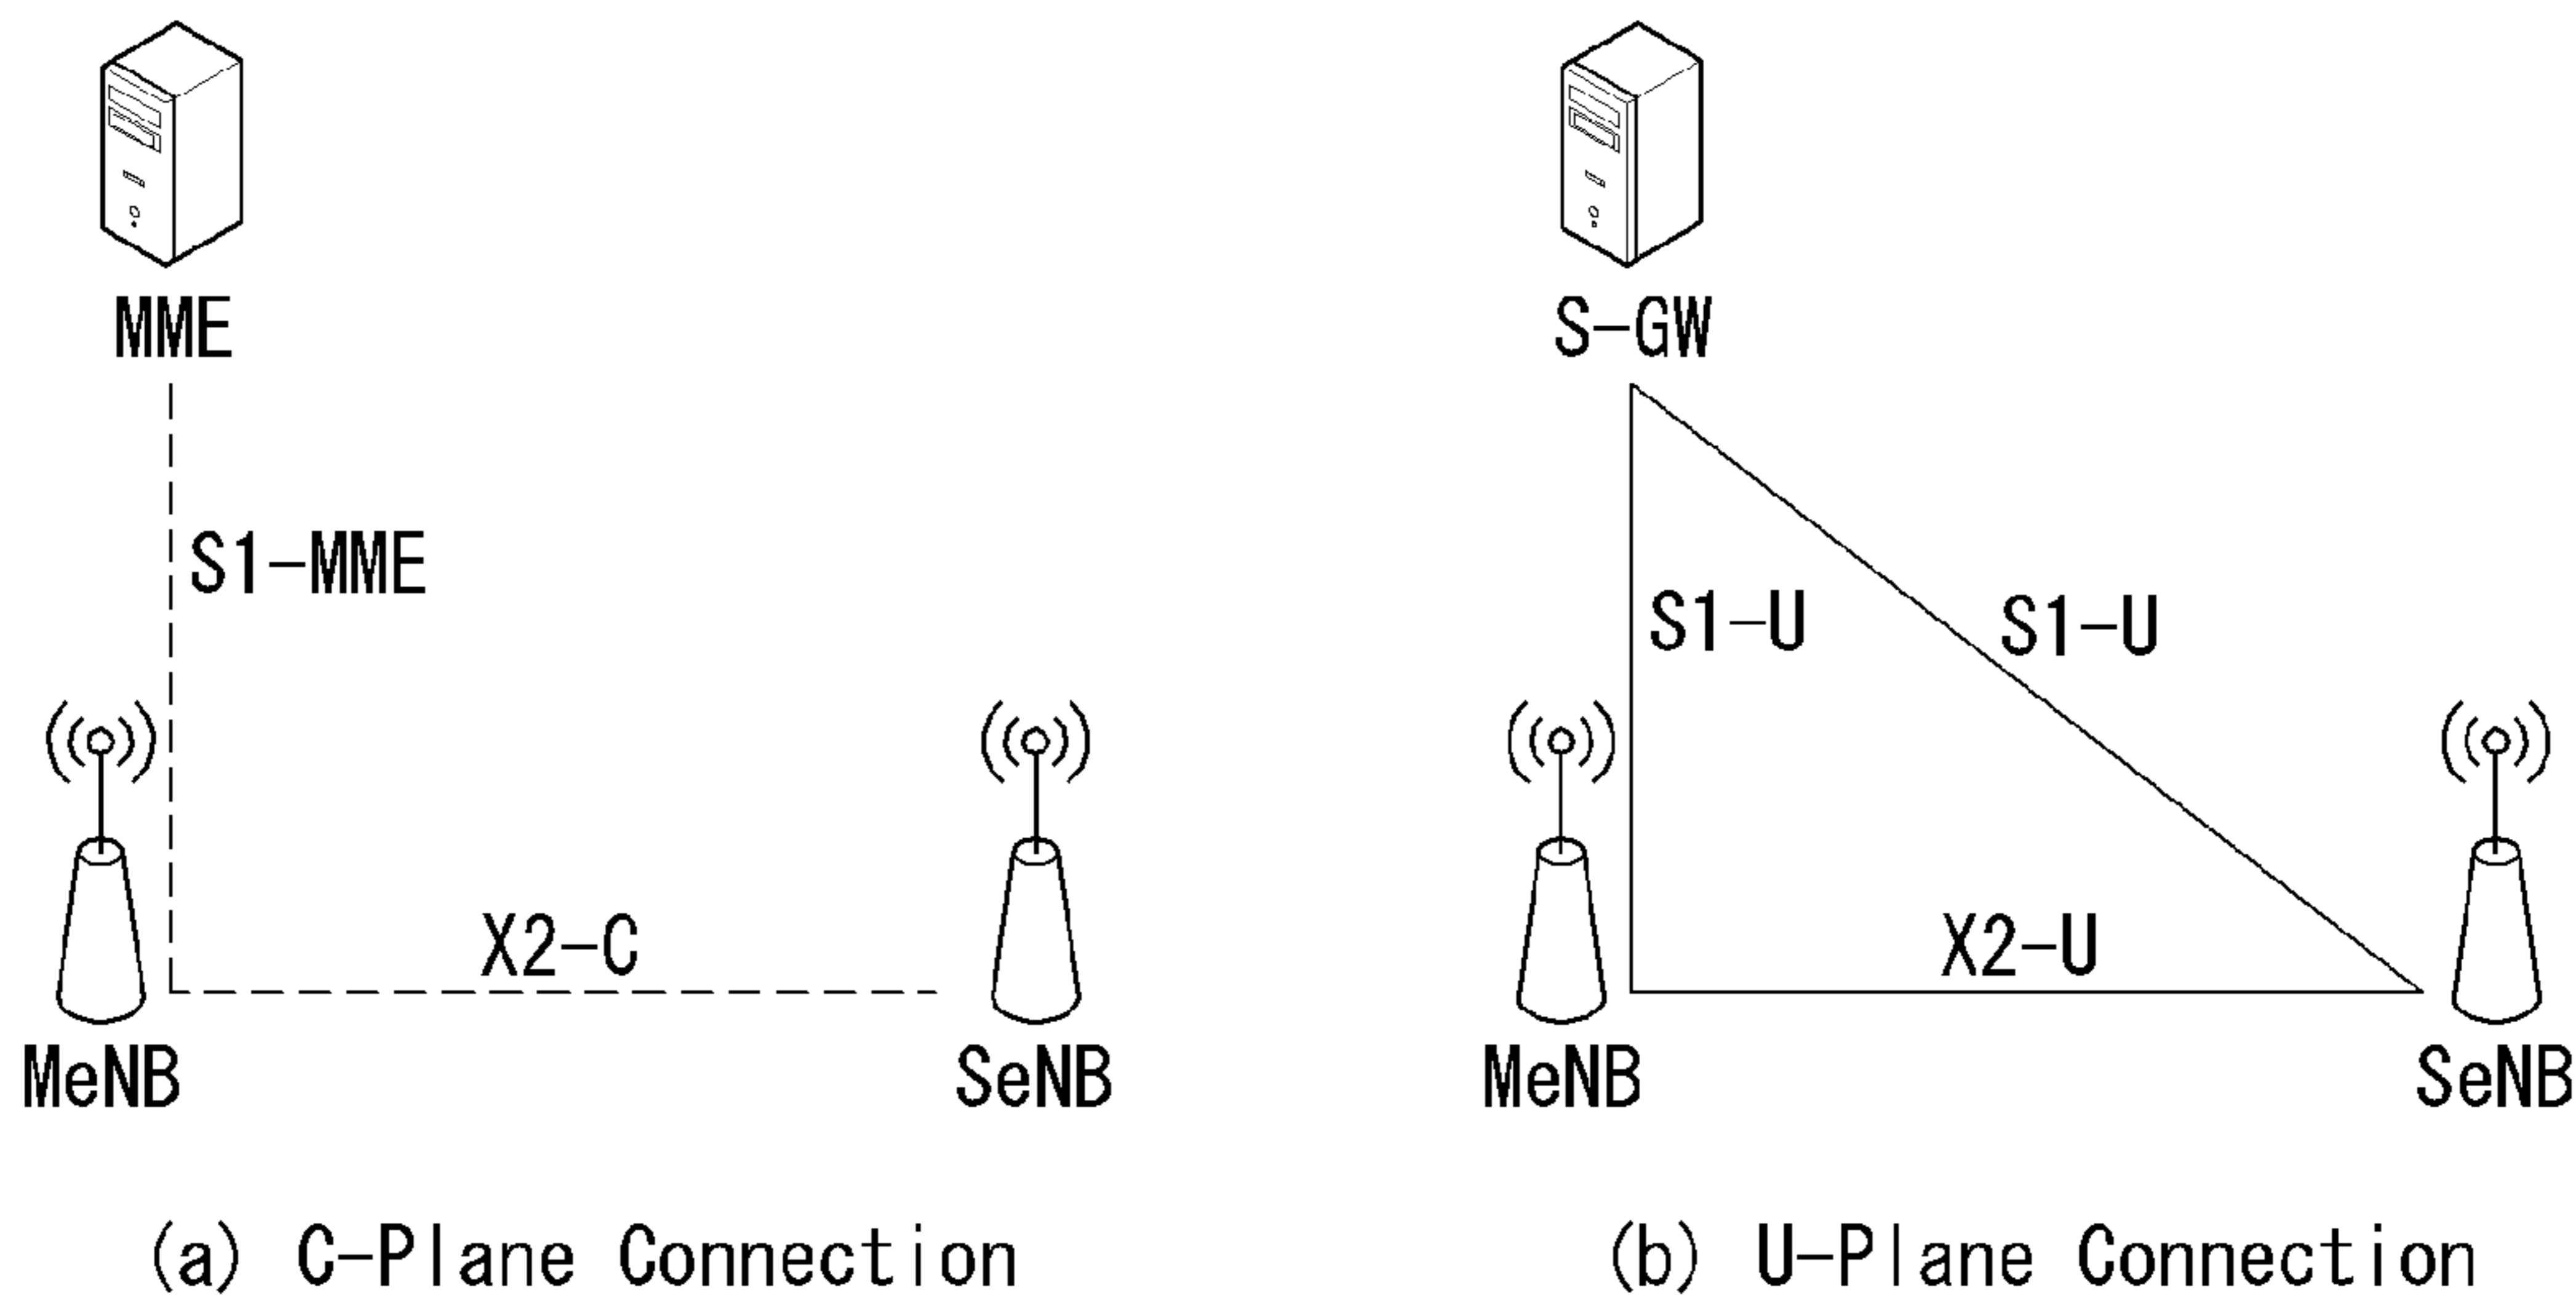 MME
S-GW
S1-MME
S1-U
S1-U
X2-C
X2-U
MeNB
SeNB
MeNB
SeNB
(a) C-Plane Connection
(b) U-Plane Connection